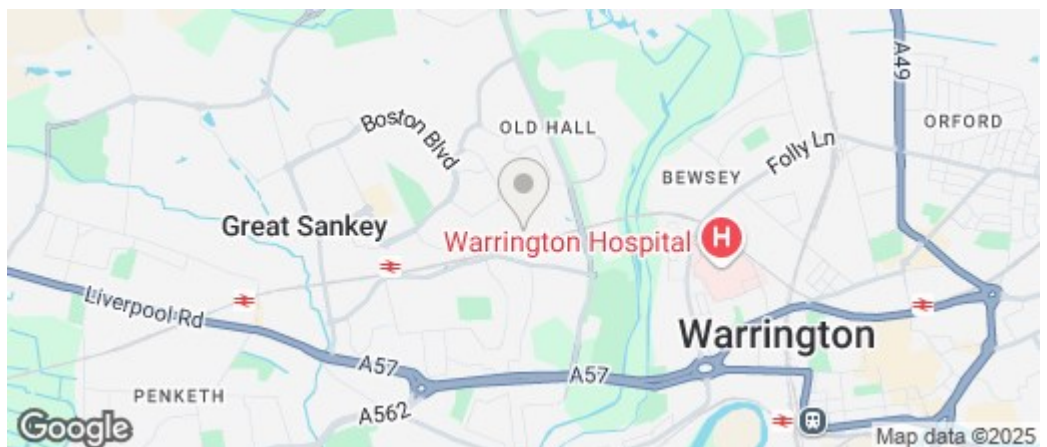 A49
ORFORD
Boston Blvd
OLD HALL
Folly Ln
BEWSEY
Great Sankey
Warrington Hospital
H
Liverpool Rd
Warrington
A57
A57
PENKETH
A562
Google
Map data ©2025